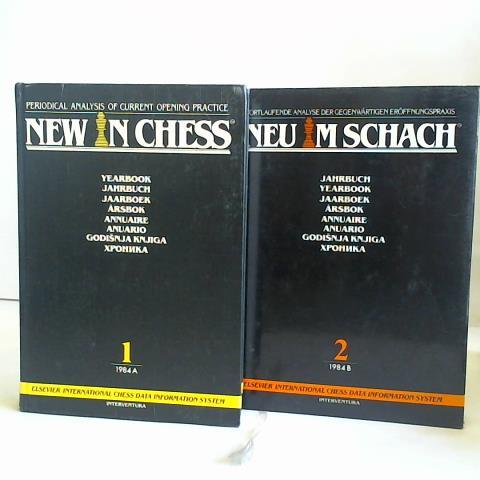 PERIODICAL ANALYSIS OF CURRENT OPENING PRACTICE
NEW IN CHESS®
YEARBOOK
JAHRBUCH
JAARBOEK
ÅRSBOK
ANNUAIRE
ANUARIO
GODIŠNJA KNJIGA
ХРОНИКА
1
1984 A
ELSEVIER INTERNATIONAL CHESS DATA INFORMATION SYSTEM
INTERVENTURA
ORTLAUFENDE ANALYSE DER GEGENWÄRTIGEN ERÖFFNUNGSPRAXIS
NEU IM SCHACH®
JAHRBUCH
YEARBOOK
JAARBOEK
ÅRSBOK
ANNUAIRE
ANUARIO
GODIŠNJA KNJIGA
ХРОНИКА
2
1984 B
ELSEVIER INTERNATIONAL CHESS DATA INFORMATION SYSTEM
INTERVENTURA